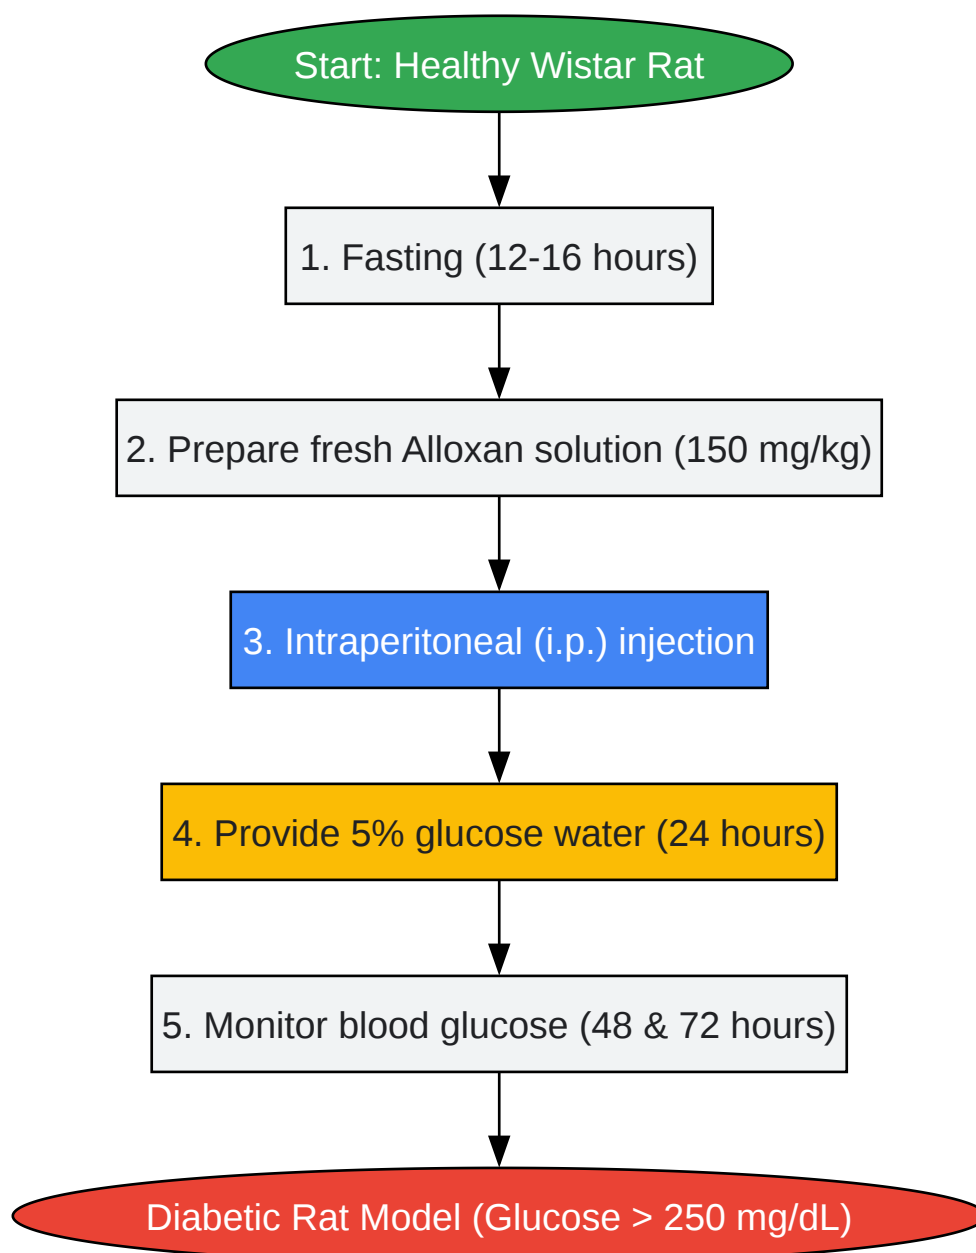 Start: Healthy Wistar Rat
1. Fasting (12-16 hours)
2. Prepare fresh Alloxan solution (150 mg/kg)
3. Intraperitoneal (i.p.) injection
4. Provide 5% glucose water (24 hours)
5. Monitor blood glucose (48 & 72 hours)
Diabetic Rat Model (Glucose > 250 mg/dL)